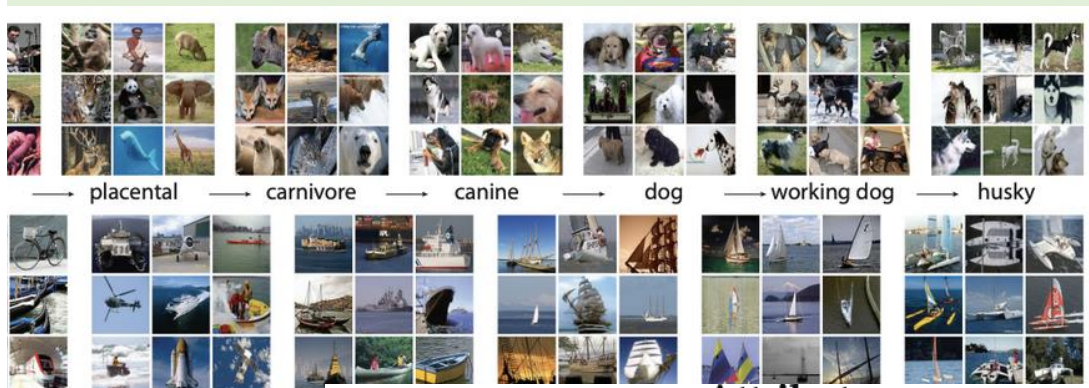 → placental → carnivore → canine → dog → working dog → husky